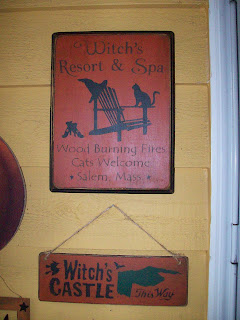 Witch's
Resort & Spa
Wood Burning Fires
Cats Welcome
Salem, Mass.
Witch's
CASTLE
This Way